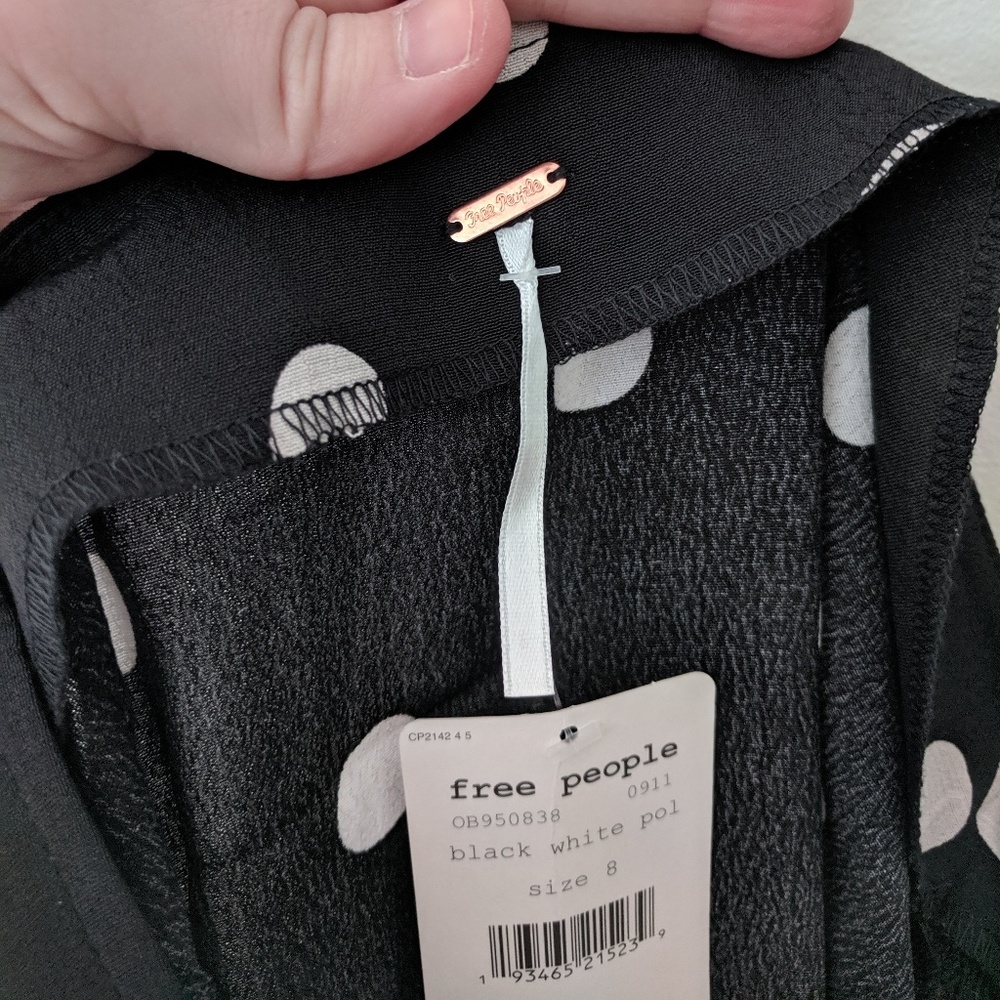 Free People
CP2142 4 5
free people
0911
OB950838
black white pol
size 8
1 93465 21523 9